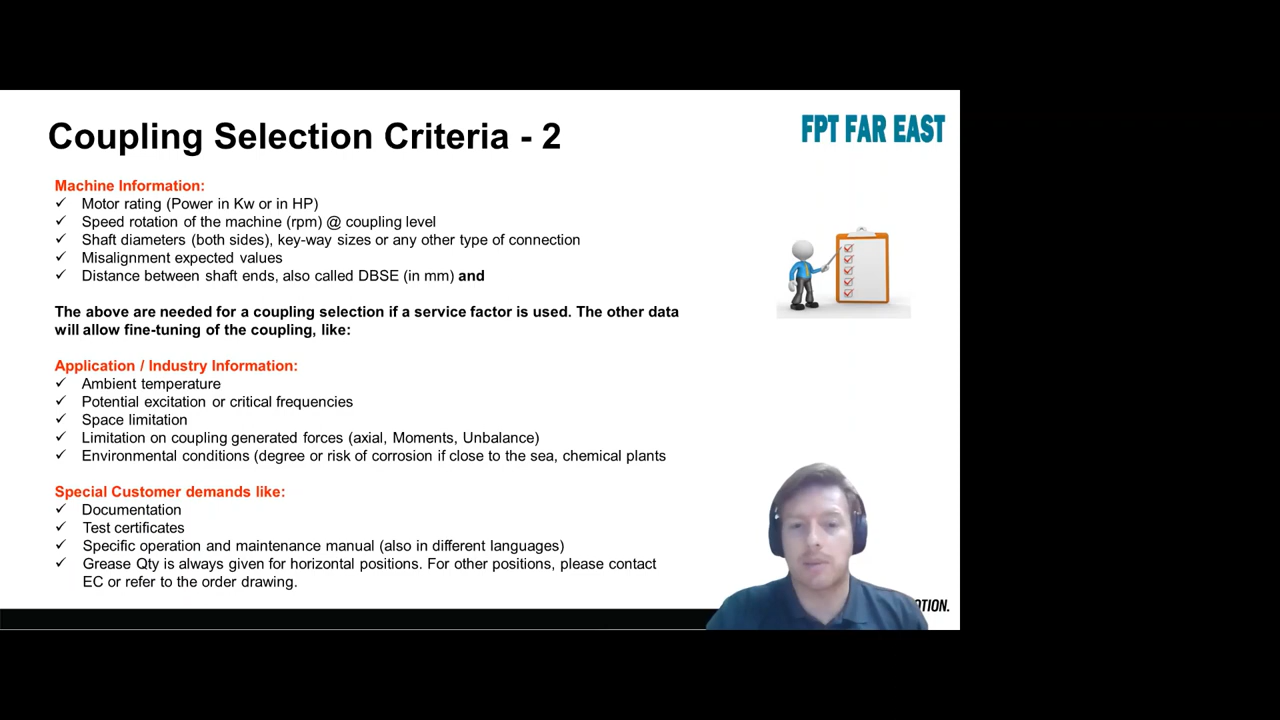 Coupling Selection Criteria - 2
FPT FAR EAST
Machine Information:
✓ Motor rating (Power in Kw or in HP)
✓ Speed rotation of the machine (rpm) @ coupling level
✓ Shaft diameters (both sides), key-way sizes or any other type of connection
✓ Misalignment expected values
✓ Distance between shaft ends, also called DBSE (in mm) and
The above are needed for a coupling selection if a service factor is used. The other data
will allow fine-tuning of the coupling, like:
Application / Industry Information:
✓ Ambient temperature
✓ Potential excitation or critical frequencies
✓ Space limitation
✓ Limitation on coupling generated forces (axial, Moments, Unbalance)
✓ Environmental conditions (degree or risk of corrosion if close to the sea, chemical plants
Special Customer demands like:
✓ Documentation
✓ Test certificates
✓ Specific operation and maintenance manual (also in different languages)
✓ Grease Qty is always given for horizontal positions. For other positions, please contact
EC or refer to the order drawing.